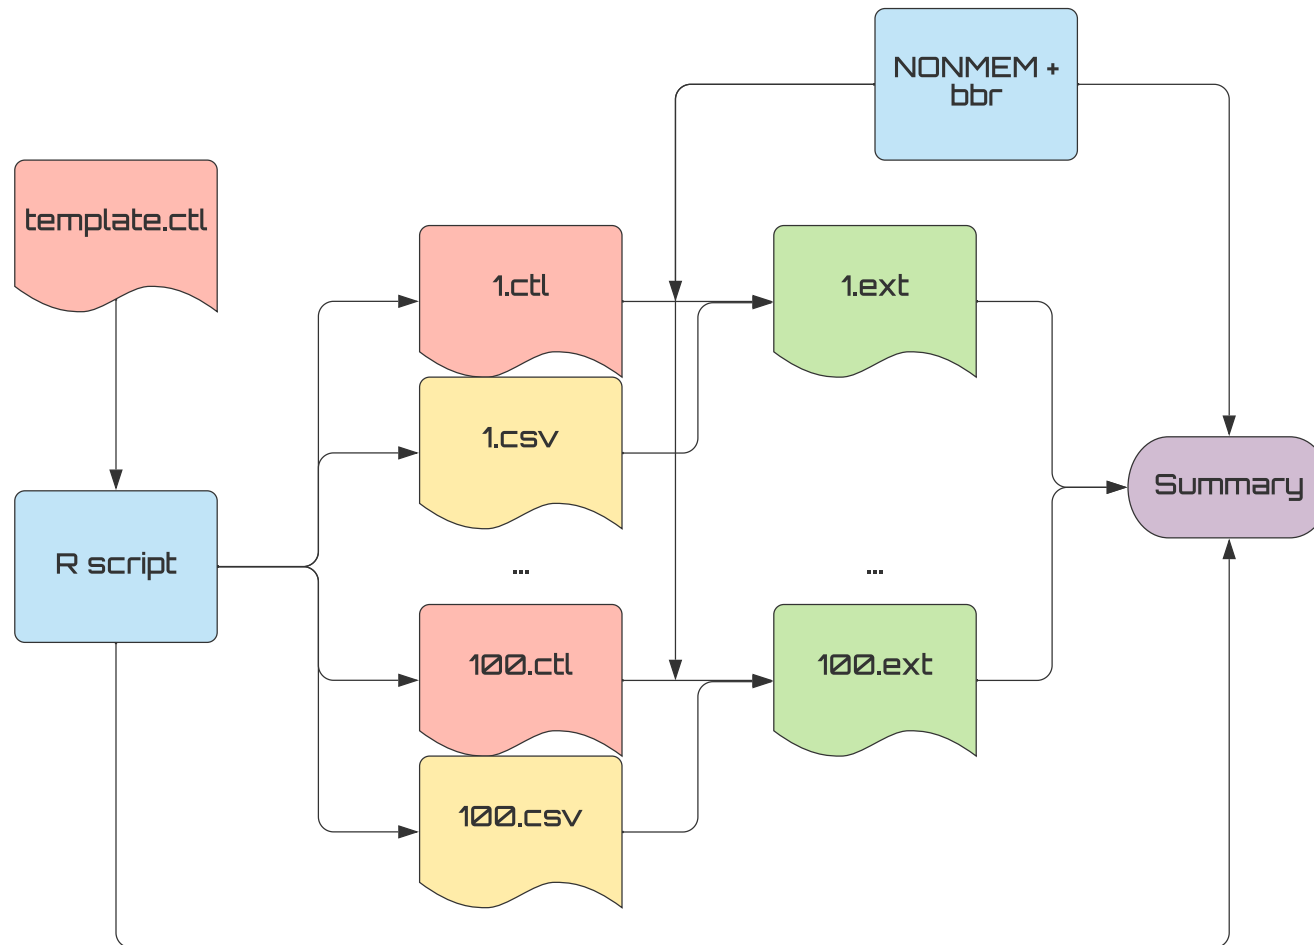 NONMEM +
bbr
template.ctl
1.ctl
1.ext
1.csv
Summary
R script
...
...
100.ctl
100.ext
100.csv